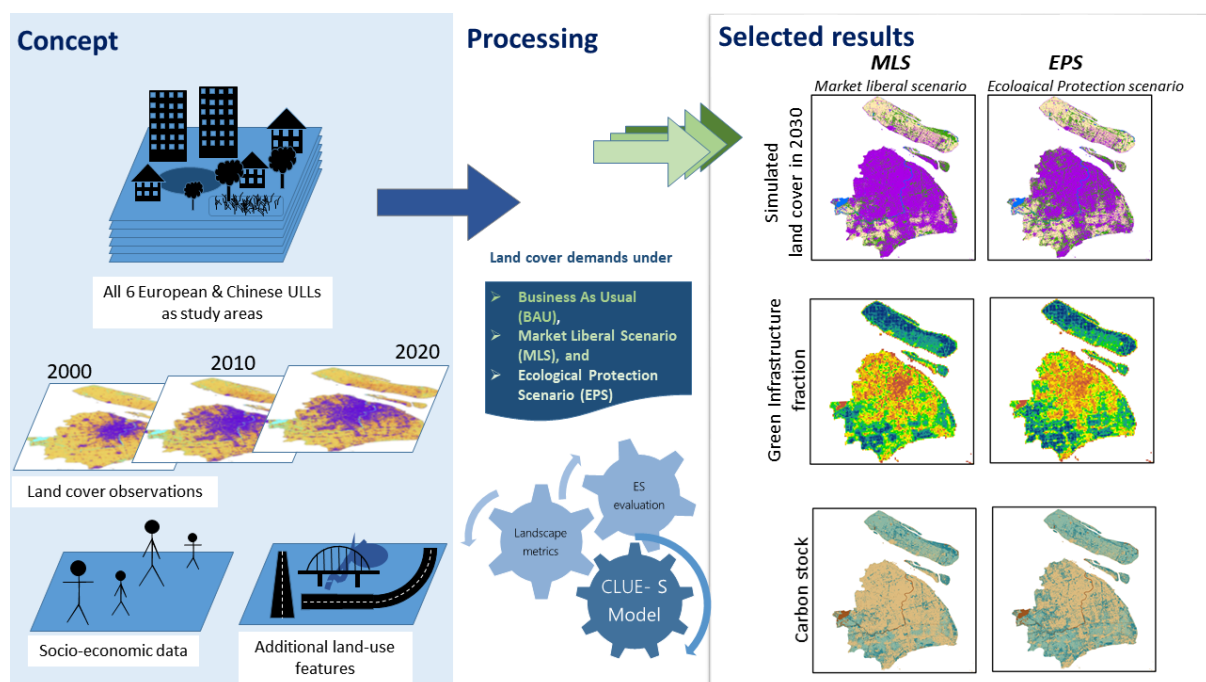 Concept
All 6 European & Chinese ULLs
as study areas
2000
2010
2020
Land cover observations
Socio-economic data
Additional land-use
features
Processing
Land cover demands under
➢ Business As Usual
(BAU),
➢ Market Liberal Scenario
(MLS), and
➢ Ecological Protection
Scenario (EPS)
ES
evaluation
Landscape
metrics
CLUE- S
Model
Selected results
MLS
Market liberal scenario
EPS
Ecological Protection scenario
Simulated
land cover in 2030
Green Infrastructure
fraction
Carbon stock